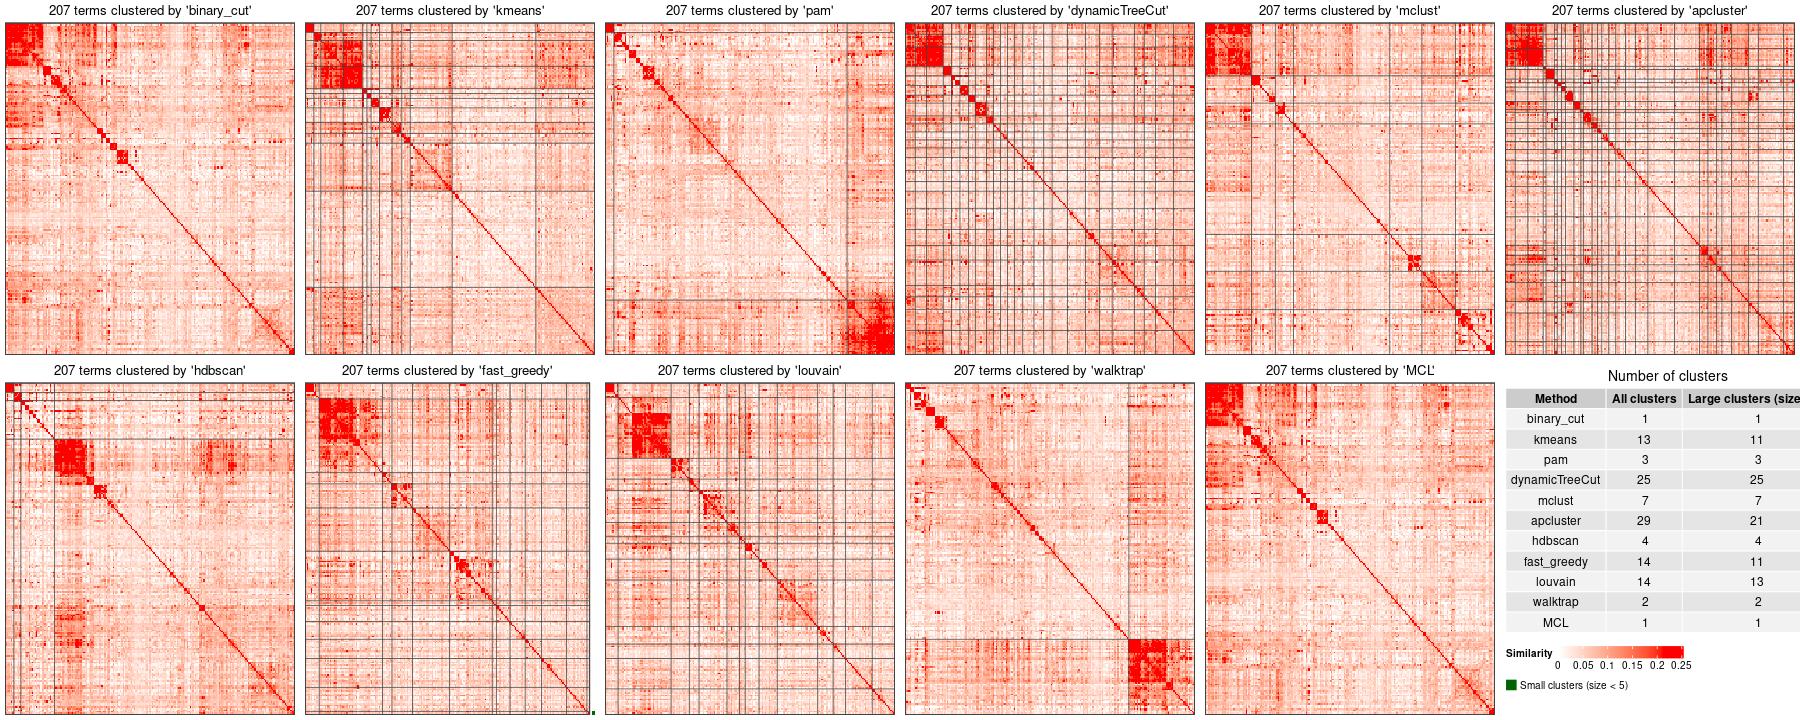 207 terms clustered by 'binary_cut'
207 terms clustered by 'kmeans'
207 terms clustered by 'pam'
207 terms clustered by 'dynamicTreeCut'
207 terms clustered by 'mclust'
207 terms clustered by 'apcluster'
207 terms clustered by 'hdbscan'
207 terms clustered by 'fast_greedy'
207 terms clustered by 'louvain'
207 terms clustered by 'walktrap'
207 terms clustered by 'MCL'
Number of clusters
Method All clusters Large clusters (size
binary_cut 1 1
kmeans 13 11
pam 3 3
dynamicTreeCut 25 25
mclust 7 7
apcluster 29 21
hdbscan 4 4
fast_greedy 14 11
louvain 14 13
walktrap 2 2
MCL 1 1
Similarity
0 0.05 0.1 0.15 0.2 0.25
Small clusters (size < 5)